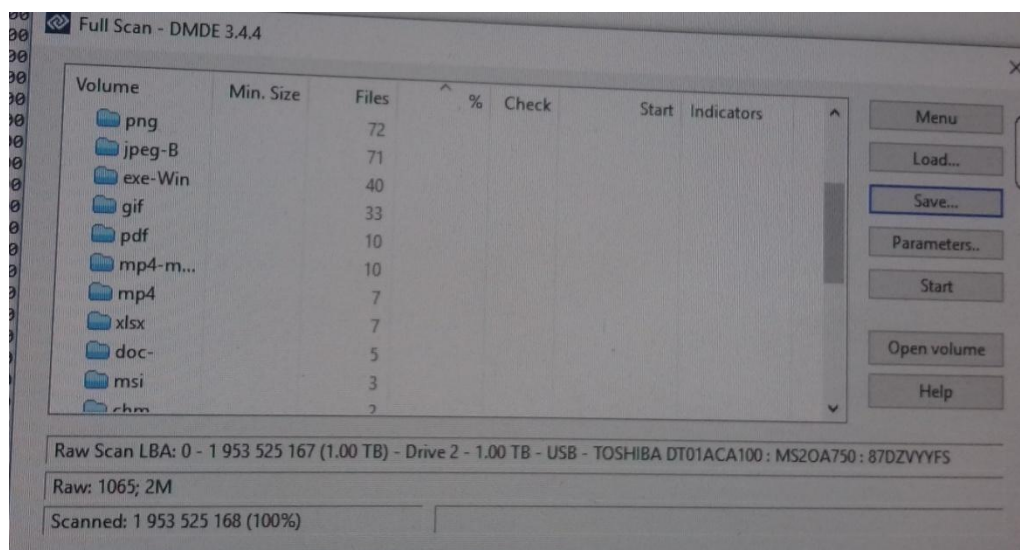 Full Scan - DMDE 3.4.4
Volume Min. Size Files % Check Start Indicators
png 72
jpeg-B 71
exe-Win 40
gif 33
pdf 10
mp4-m... 10
mp4 7
xlsx 7
doc- 5
msi 3
chm 2
Menu
Load...
Save...
Parameters..
Start
Open volume
Help
Raw Scan LBA: 0 - 1 953 525 167 (1.00 TB) - Drive 2 - 1.00 TB - USB - TOSHIBA DT01ACA100 : MS2OA750 : 87DZVYYFS
Raw: 1065; 2M
Scanned: 1 953 525 168 (100%)